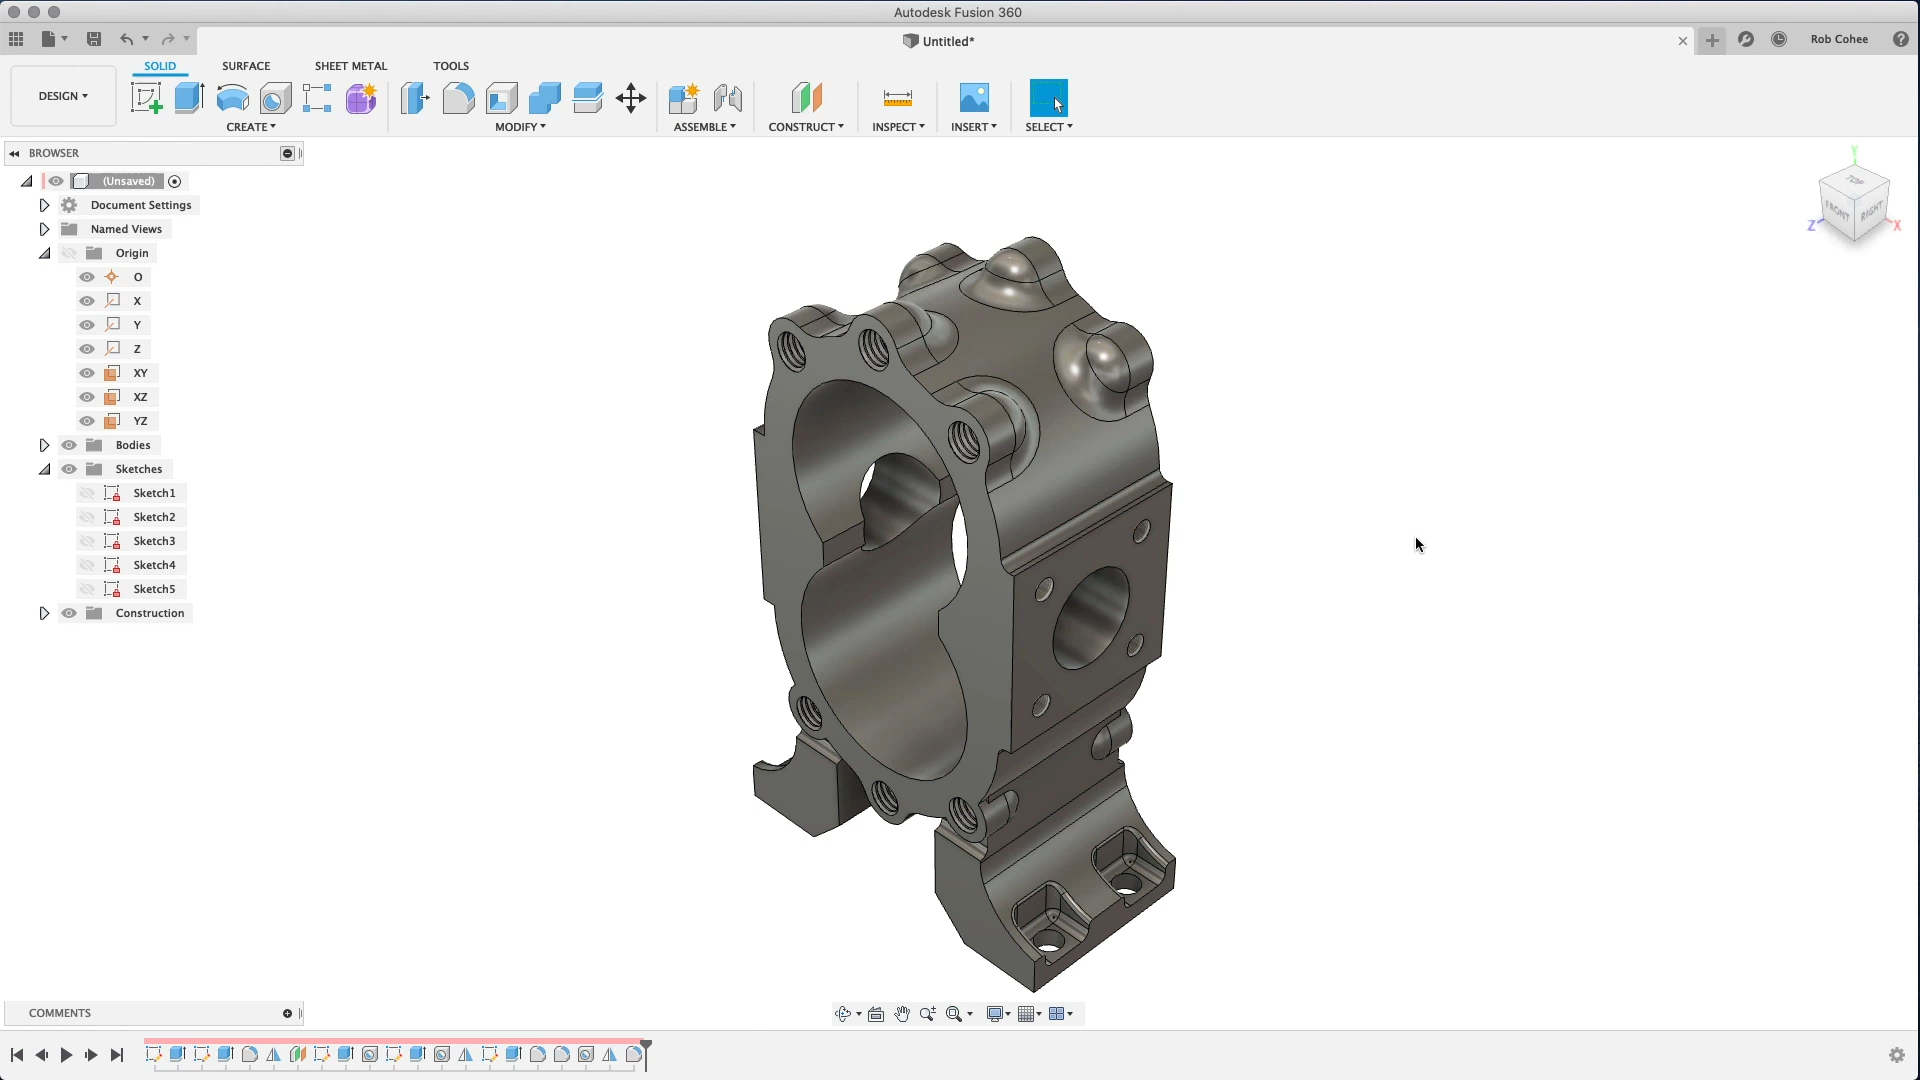 Autodesk Fusion 360
Untitled*
Rob Cohee
SOLID SURFACE SHEET METAL TOOLS
DESIGN
CREATE MODIFY ASSEMBLE CONSTRUCT INSPECT INSERT SELECT
BROWSER
(Unsaved)
Document Settings
Named Views
Origin
O
X
Y
Z
XY
XZ
YZ
Bodies
Sketches
Sketch1
Sketch2
Sketch3
Sketch4
Sketch5
Construction
Y
TOP
FRONT RIGHT
Z X
COMMENTS